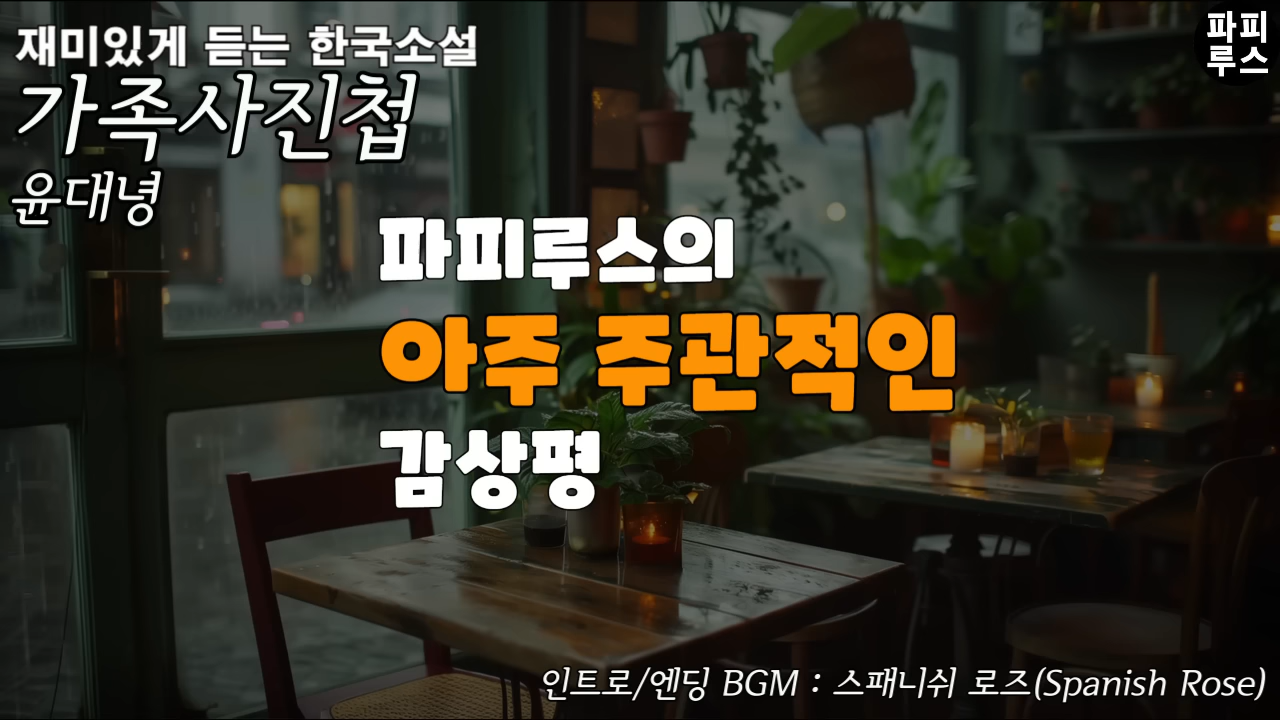 재미있게 듣는 한국소설
가족사진첩
윤대녕
파피
루스
파피루스의
아주 주관적인
감상평
인트로/엔딩 BGM : 스패니쉬 로즈(Spanish Rose)